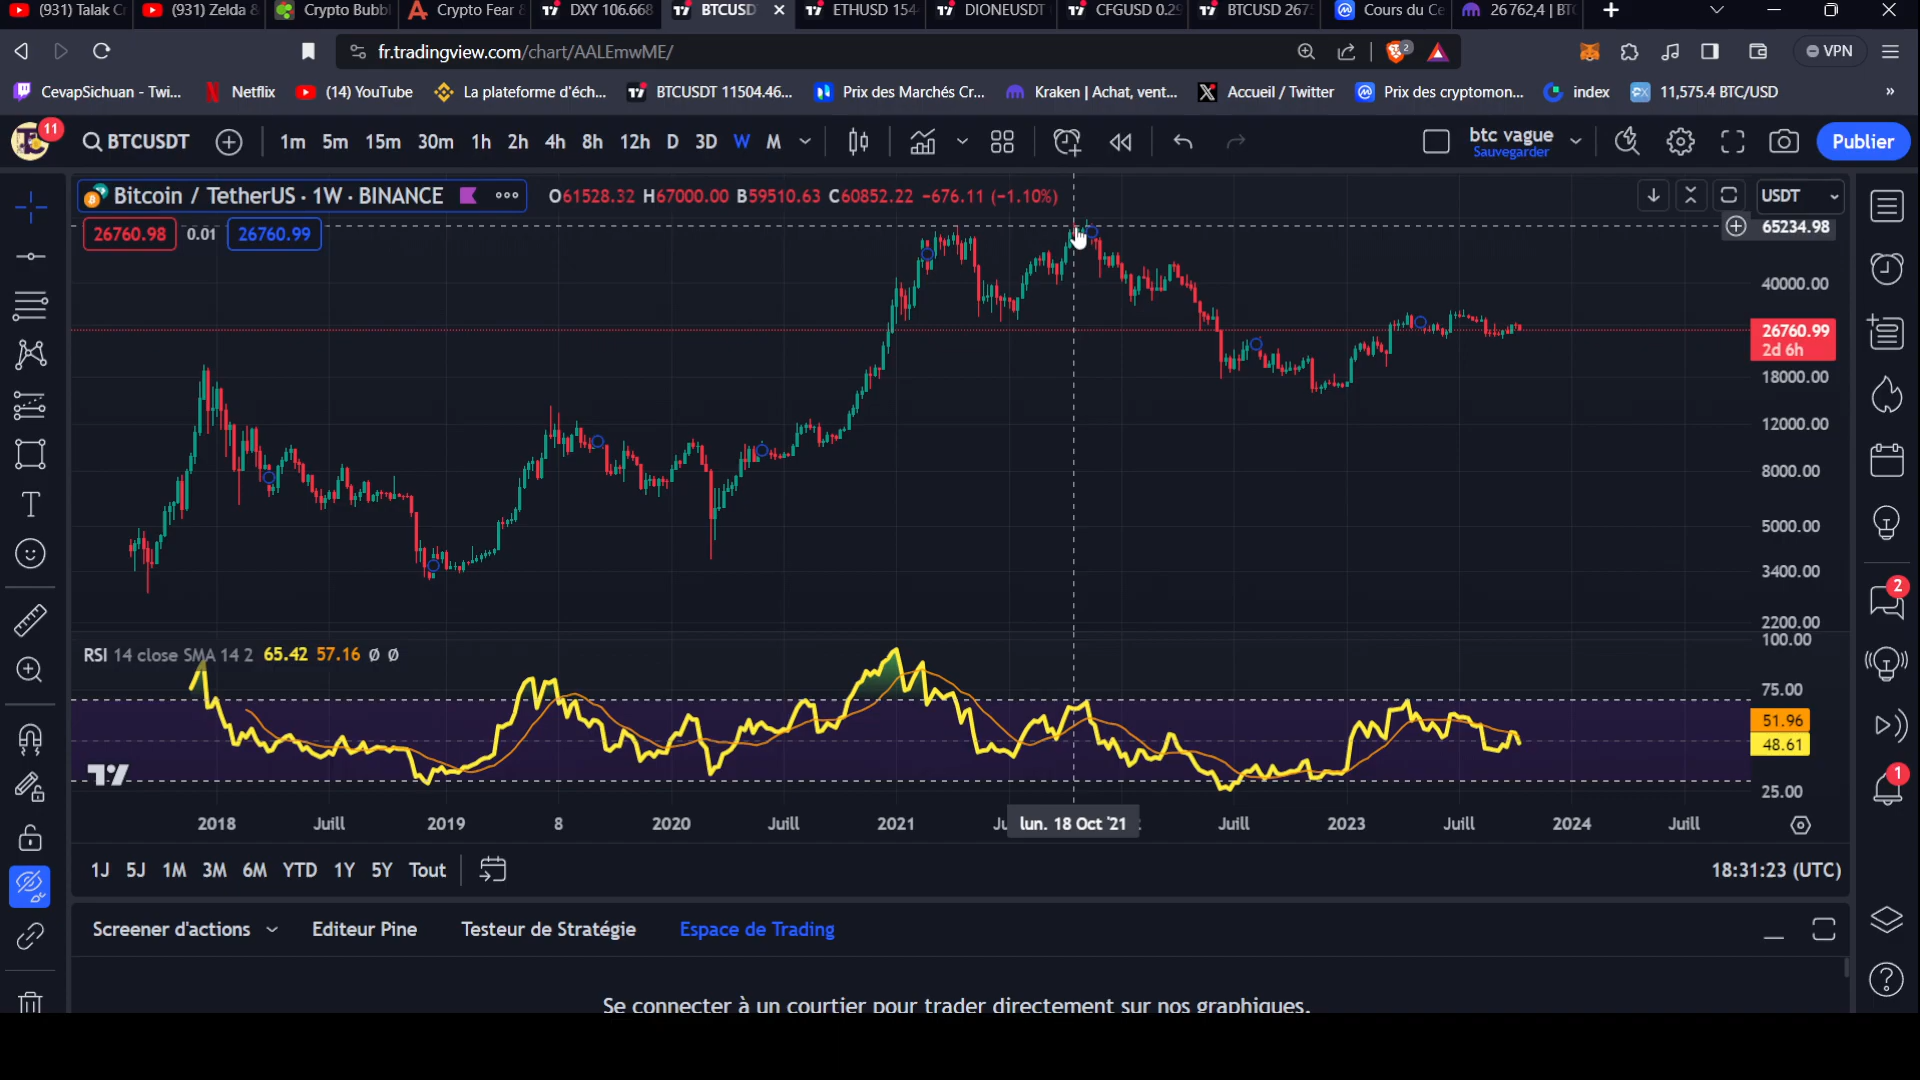 (931) Talak Cr
(931) Zelda &
Crypto Bubbl
Crypto Fear &
DXY 106.668
BTCUSD
ETHUSD 154
DIONEUSDT
CFGUSD 0.29
BTCUSD 267
Cours du Ce
26 762,4 | BTC
fr.tradingview.com/chart/AALEmwME/
2
VPN
CevapSichuan - Twi...
Netflix
(14) YouTube
La plateforme d'éch...
BTCUSDT 11504.46...
Prix des Marchés Cr...
Kraken | Achat, vent...
Accueil / Twitter
Prix des cryptomon...
index
11,575.4 BTC/USD
»
11
BTCUSDT
1m 5m 15m 30m 1h 2h 4h 8h 12h D 3D W M
btc vague
Sauvegarder
Publier
Bitcoin / TetherUS · 1W · BINANCE
O61528.32 H67000.00 B59510.63 C60852.22 -676.11 (-1.10%)
USDT
26760.98 0.01 26760.99
65234.98
40000.00
26760.99
2d 6h
18000.00
12000.00
8000.00
5000.00
3400.00
2200.00
2
RSI 14 close SMA 14 2 65.42 57.16 Ø Ø
100.00
75.00
51.96
48.61
25.00
1
2018 Juill 2019 8 2020 Juill 2021 Ju lun. 18 Oct '21 Juill 2023 Juill 2024 Juill
1J 5J 1M 3M 6M YTD 1Y 5Y Tout
18:31:23 (UTC)
Screener d'actions
Editeur Pine
Testeur de Stratégie
Espace de Trading
Se connecter à un courtier pour trader directement sur nos graphiques.